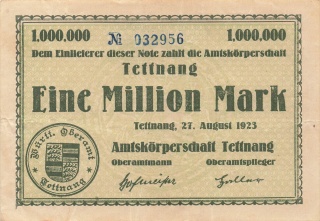 1.000.000 № 032956 1.000.000
Dem Einlieferer dieser Note zahlt die Amtskörperschaft
Tettnang
Eine Million Mark
Tettnang, 27. August 1923
Amtskörperschaft Tettnang
Oberamtmann Oberamtspfleger
Württ. Oberamt
Tettnang